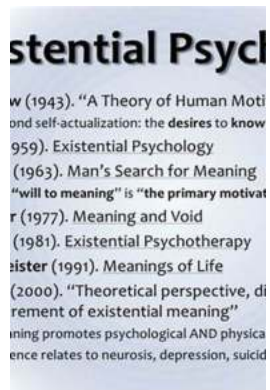 stential Psych
w (1943). “A Theory of Human Moti
ond self-actualization: the desires to know
959). Existential Psychology
(1963). Man’s Search for Meaning
“will to meaning” is “the primary motivat
r (1977). Meaning and Void
(1981). Existential Psychotherapy
eister (1991). Meanings of Life
(2000). “Theoretical perspective, di
rement of existential meaning”
ning promotes psychological AND physica
ence relates to neurosis, depression, suicid